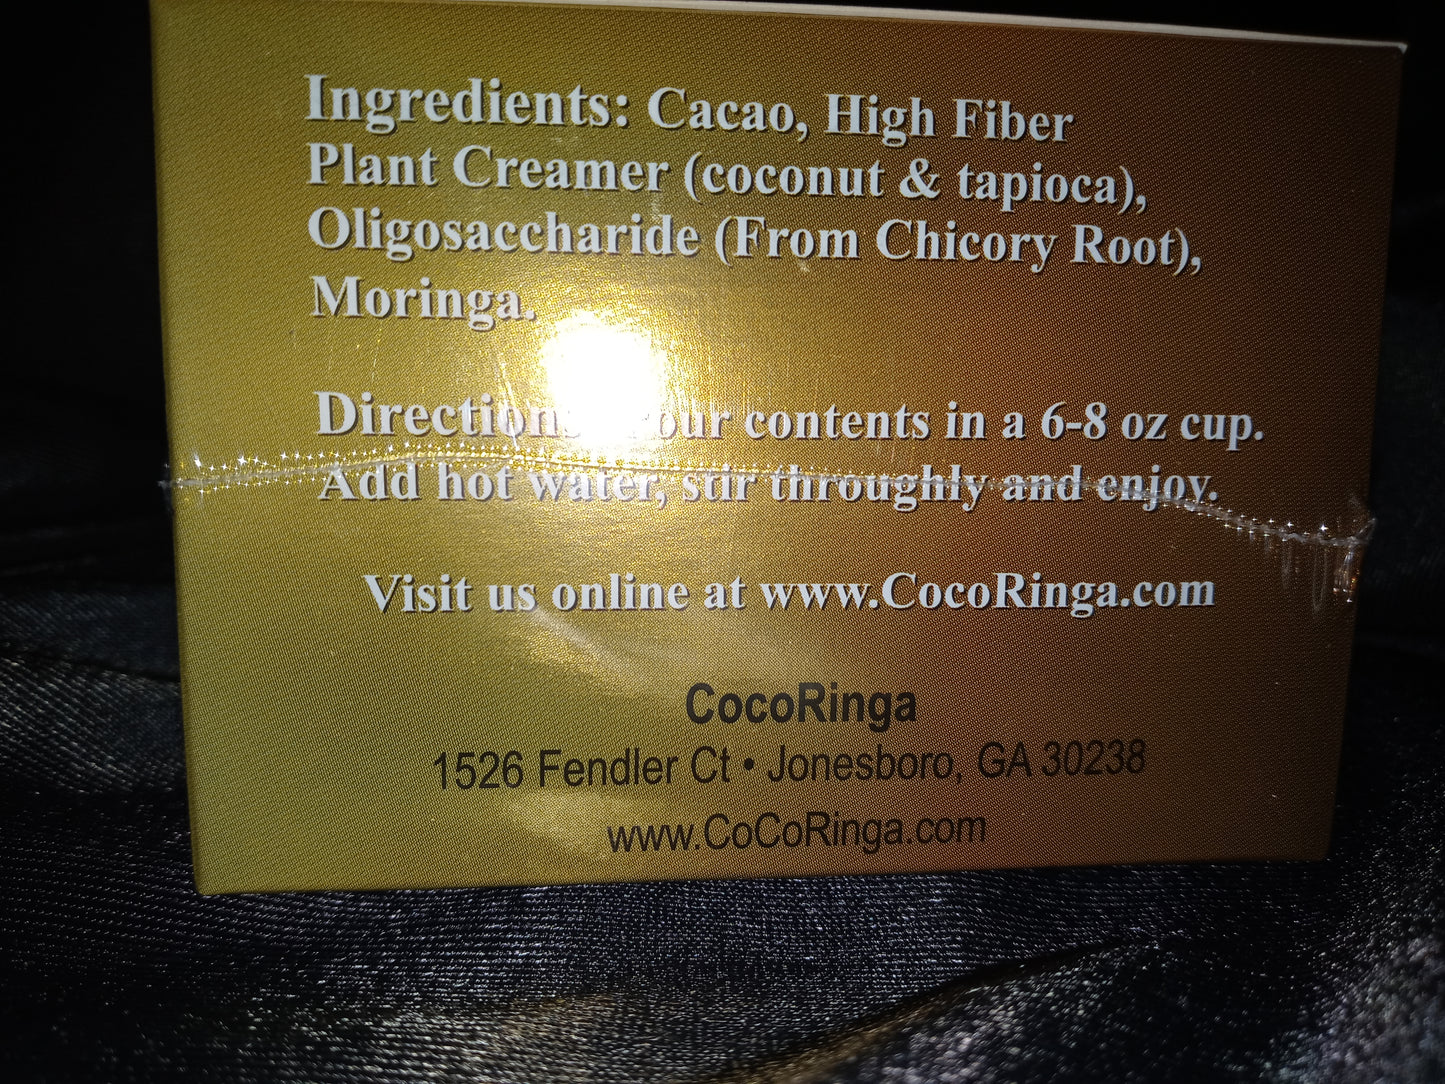 Ingredients: Cacao, High Fiber
Plant Creamer (coconut & tapioca),
Oligosaccharide (From Chicory Root),
Moringa.
Pour contents in a 6-8 oz cup.
Add hot water, stir throughly and enjoy.
Visit us online at www.CocoRinga.com
CocoRinga
1526 Fendler Ct • Jonesboro, GA 30238
www.CoCoRinga.com